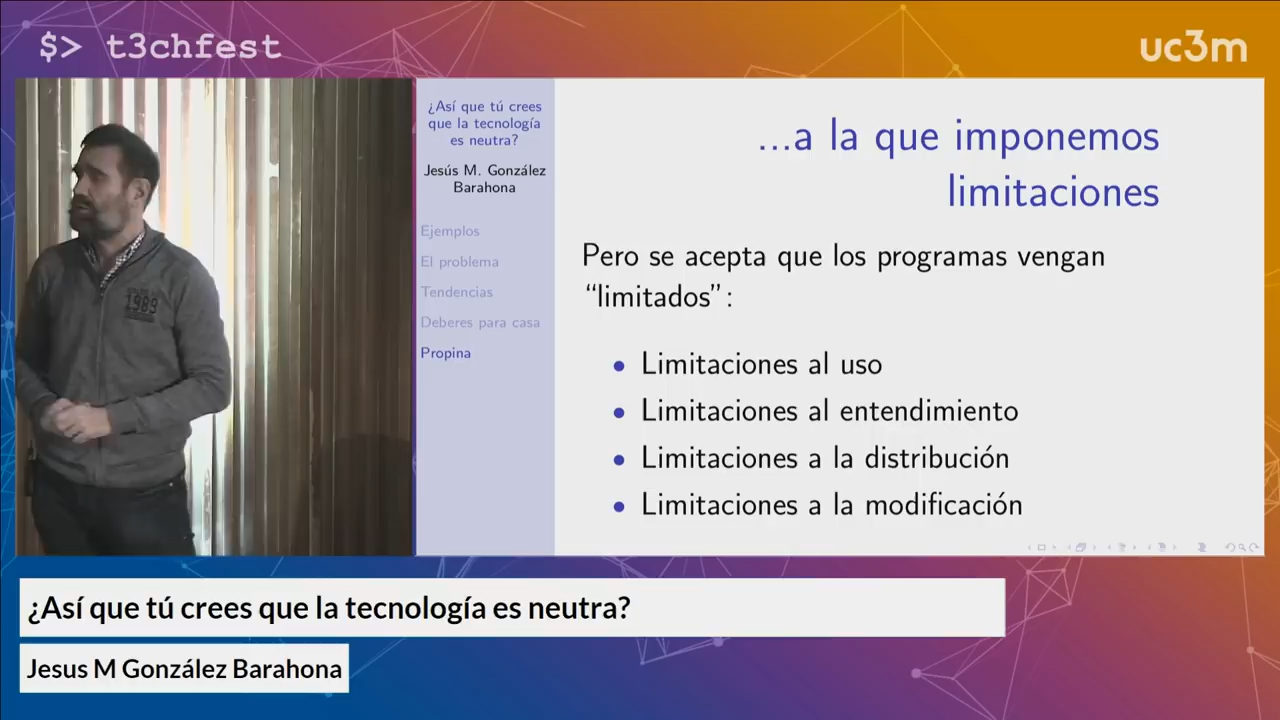 $> t3chfest
uc3m
1989
¿Así que tú crees
que la tecnología
es neutra?
Jesús M. González
Barahona
Ejemplos
El problema
Tendencias
Deberes para casa
Propina
...a la que imponemos
limitaciones
Pero se acepta que los programas vengan
“limitados”:
• Limitaciones al uso
• Limitaciones al entendimiento
• Limitaciones a la distribución
• Limitaciones a la modificación
¿Así que tú crees que la tecnología es neutra?
Jesus M González Barahona